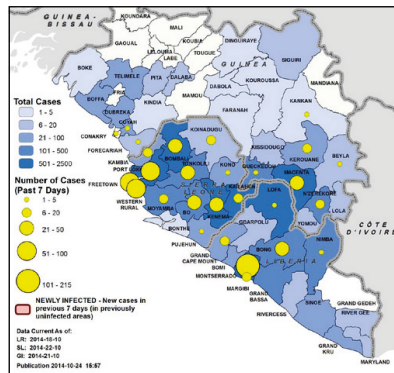 GUINEA-
BISSAU
KOUNDARA
MALI
GAOUAL
KOUBIA
LELOUMA
LABE
TOUGUE
DINGUIRAYE
SIGUIRI
BOKE
TELIMELE
PITA
DALABA
GUINEA
KOUROUSSA
MANDIANA
FRIA
BOFFA
DUBREKA
KINDIA
MAMOU
DABOLA
FARANAH
KANKAN
Total Cases
1 - 5
6 - 20
21 - 100
101 - 500
501 - 2500
COYAH
CONAKRY
FORECARIAH
KOINADUGU
KISSIDOUGOU
KEROUANE
BEYLA
KAMBIA
BOMBALI
PORT
KONO
GUECKEDOU
MACENTA
Number of Cases
(Past 7 Days)
1 - 5
6 - 20
21 - 50
51 - 100
101 - 215
FREETOWN
WESTERN
RURAL
SIERRA
LEONE
KAILAHUN
LOFA
NZEREKORE
LOLA
YOMOU
MOYAMBA
BO
KENEMA
CÔTE
D'IVOIRE
BONTHE
GBARPOLU
PUJEHUN
BONG
NIMBA
GRAND
CAPE MOUNT
BOMI
LIBERIA
MONTSERRADO
MARGIBI
GRAND
BASSA
NEWLY INFECTED - New cases in
previous 7 days (in previously
uninfected areas)
RIVERCESS
SINOE
GRAND GEDEH
RIVER GEE
GRAND
KRU
MARYLAND
Data Current As of:
LR: 2014-18-10
SL: 2014-22-10
GI: 2014-21-10
Publication 2014-10-24 15:57